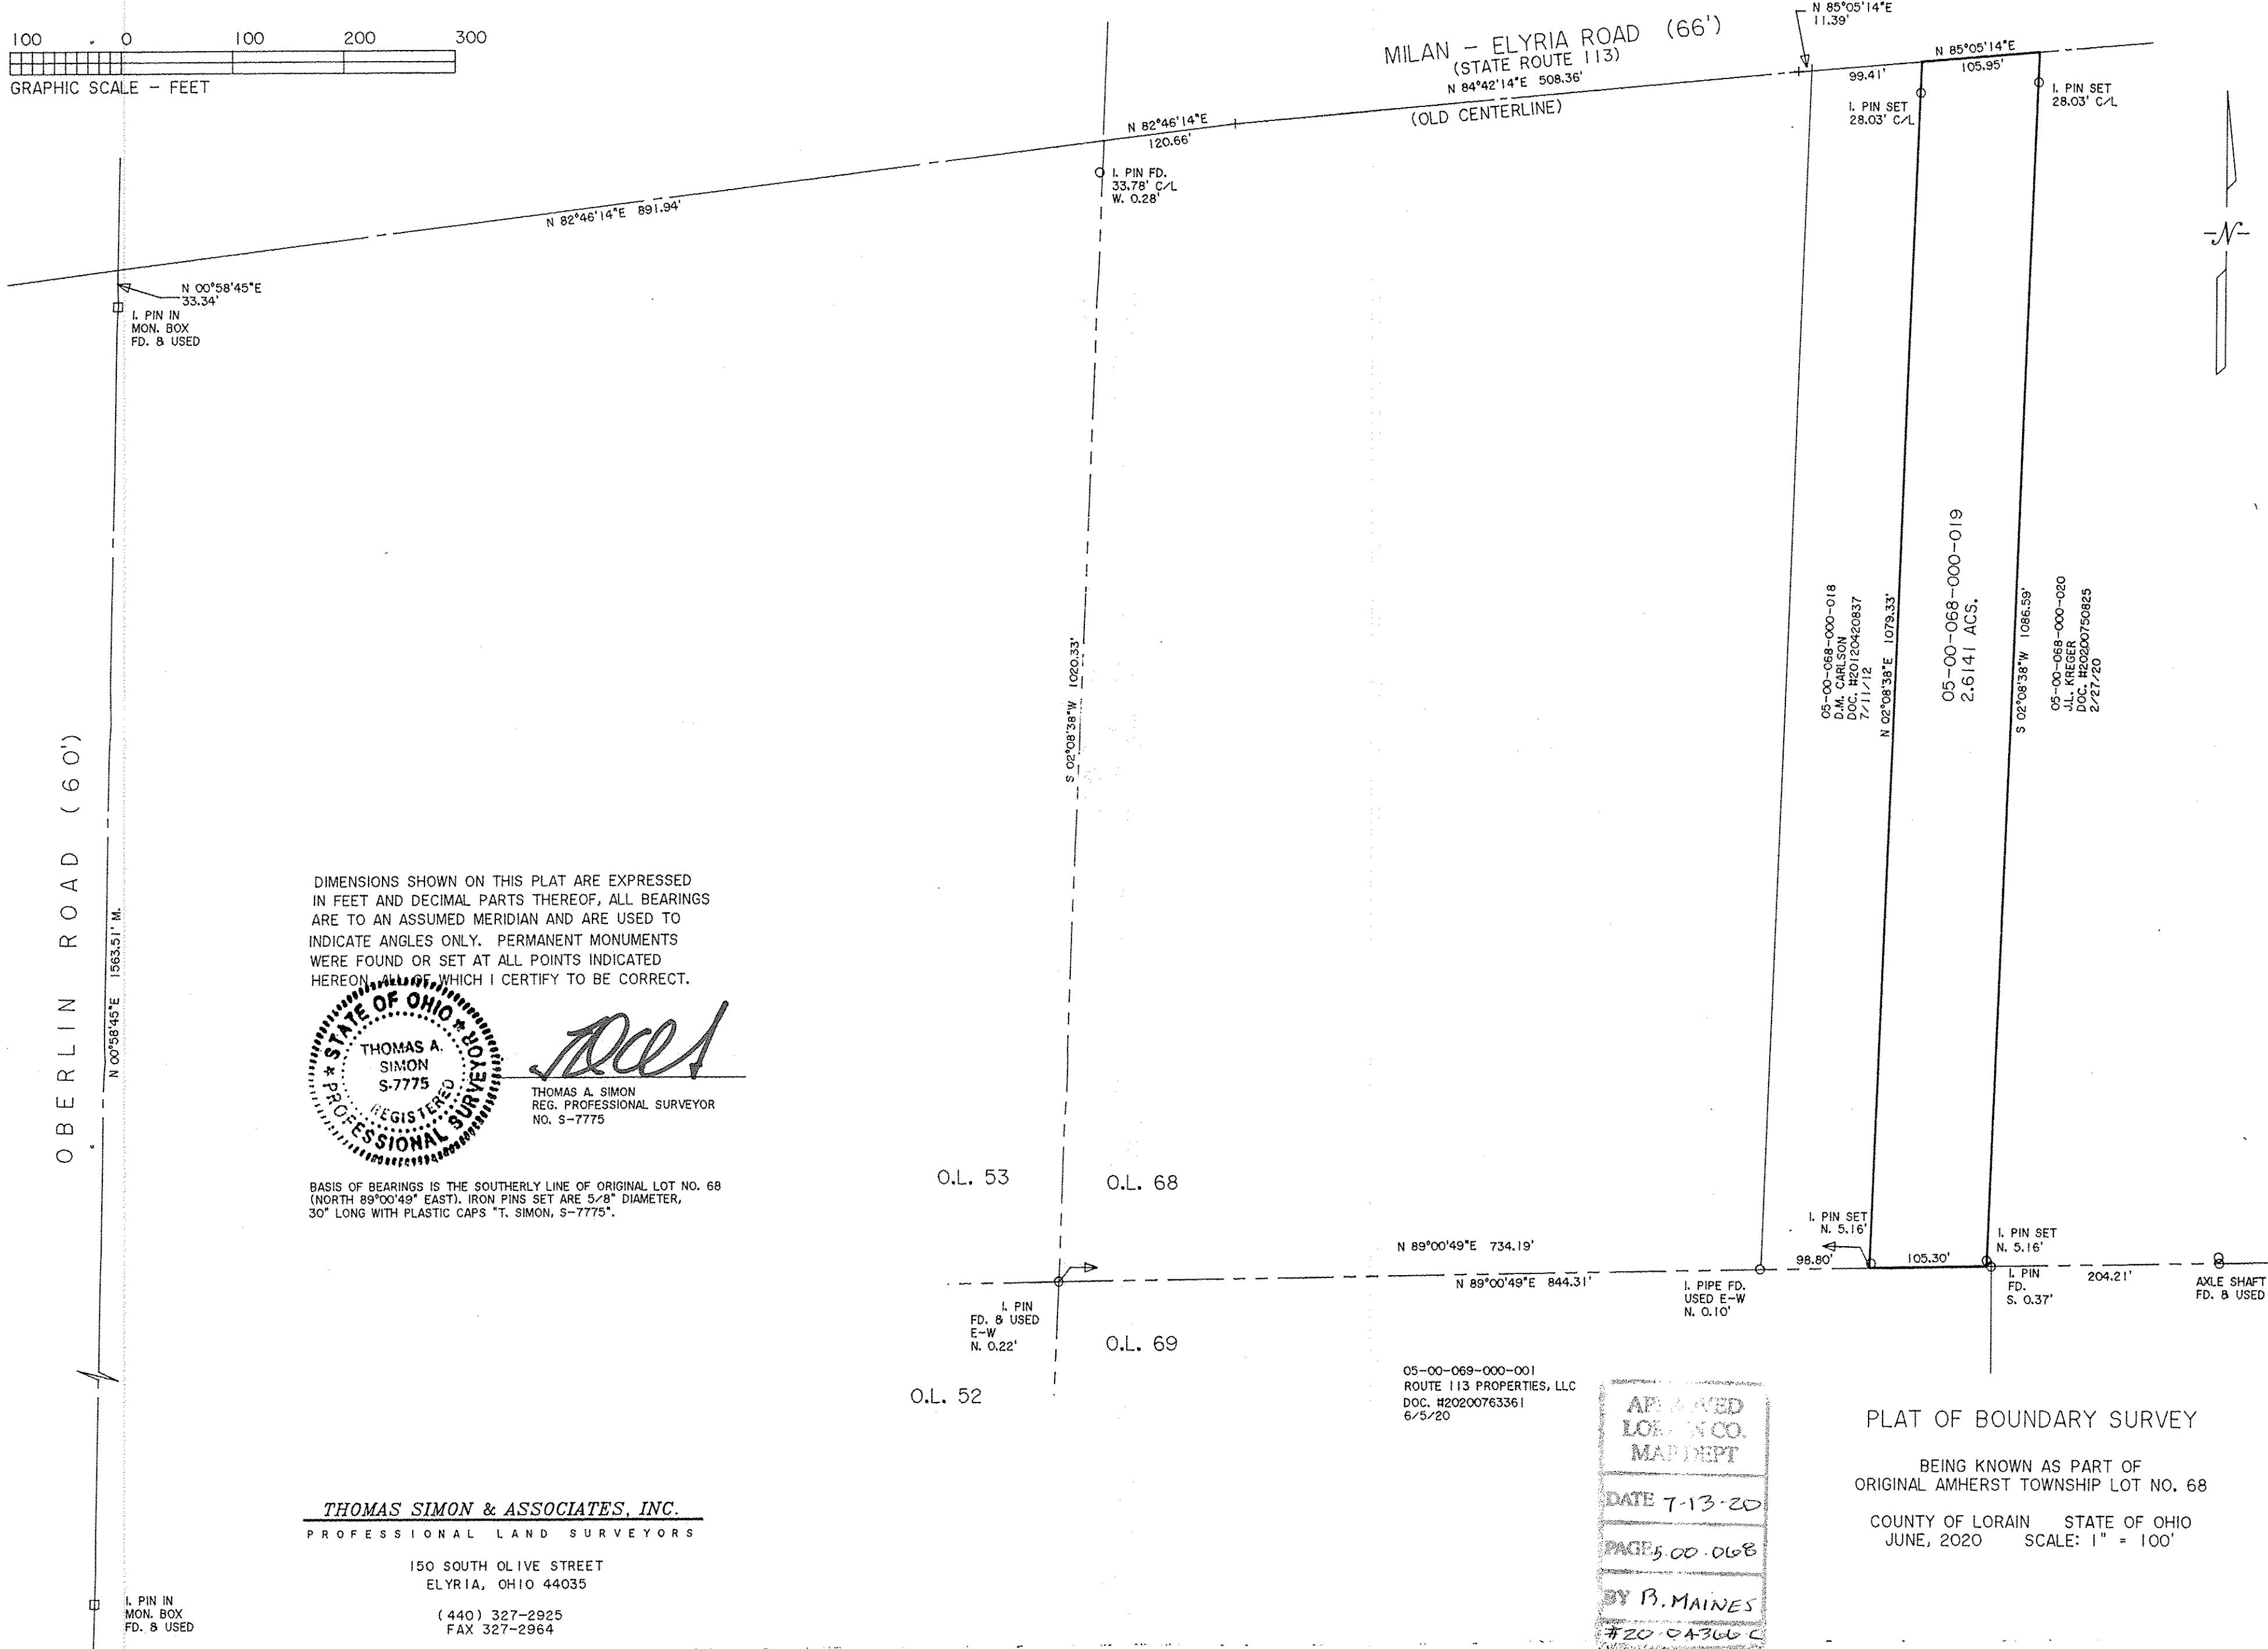 100 0 100 200 300
GRAPHIC SCALE - FEET
MILAN - ELYRIA ROAD (66')
(STATE ROUTE 113)
N 84°42'14"E 508.36'
(OLD CENTERLINE)
N 85°05'14"E
11.39'
N 85°05'14"E
105.95'
99.41'
I. PIN SET
28.03' C/L
I. PIN SET
28.03' C/L
N 82°46'14"E
120.66'
I. PIN FD.
33.78' C/L
W. 0.28'
N 82°46'14"E 891.94'
N 00°58'45"E
33.34'
I. PIN IN
MON. BOX
FD. & USED
-N-
OBERLIN ROAD (60')
N 00°58'45"E 1563.51' M.
S 02°08'38"W 1020.33'
05-00-068-000-018
D.M. CARLSON
DOC. #20120420837
7/11/12
N 02°08'38"E 1079.33'
05-00-068-000-019
2.6141 ACS.
S 02°08'38"W 1086.59'
05-00-068-000-020
J.L. KREGER
DOC. #20200750825
2/27/20
DIMENSIONS SHOWN ON THIS PLAT ARE EXPRESSED
IN FEET AND DECIMAL PARTS THEREOF, ALL BEARINGS
ARE TO AN ASSUMED MERIDIAN AND ARE USED TO
INDICATE ANGLES ONLY. PERMANENT MONUMENTS
WERE FOUND OR SET AT ALL POINTS INDICATED
HEREON, ALL OF WHICH I CERTIFY TO BE CORRECT.
STATE OF OHIO
THOMAS A.
SIMON
S-7775
REGISTERED
PROFESSIONAL SURVEYOR
THOMAS A. SIMON
REG. PROFESSIONAL SURVEYOR
NO. S-7775
BASIS OF BEARINGS IS THE SOUTHERLY LINE OF ORIGINAL LOT NO. 68
(NORTH 89°00'49" EAST). IRON PINS SET ARE 5/8" DIAMETER,
30" LONG WITH PLASTIC CAPS "T. SIMON, S-7775".
O.L. 53
O.L. 68
O.L. 69
O.L. 52
I. PIN
FD. & USED
E-W
N. 0.22'
N 89°00'49"E 734.19'
N 89°00'49"E 844.31'
I. PIPE FD.
USED E-W
N. 0.10'
I. PIN SET
N. 5.16'
98.80'
105.30'
I. PIN SET
N. 5.16'
I. PIN
FD.
S. 0.37'
204.21'
AXLE SHAFT
FD. & USED
05-00-069-000-001
ROUTE 113 PROPERTIES, LLC
DOC. #20200763361
6/5/20
APPROVED
LORAIN CO.
MAP DEPT
DATE 7-13-20
PAGE 5.00.068
BY B. MAINES
#20-04366-C
PLAT OF BOUNDARY SURVEY
BEING KNOWN AS PART OF
ORIGINAL AMHERST TOWNSHIP LOT NO. 68
COUNTY OF LORAIN STATE OF OHIO
JUNE, 2020 SCALE: 1" = 100'
THOMAS SIMON & ASSOCIATES, INC.
PROFESSIONAL LAND SURVEYORS
150 SOUTH OLIVE STREET
ELYRIA, OHIO 44035
(440) 327-2925
FAX 327-2964
I. PIN IN
MON. BOX
FD. & USED